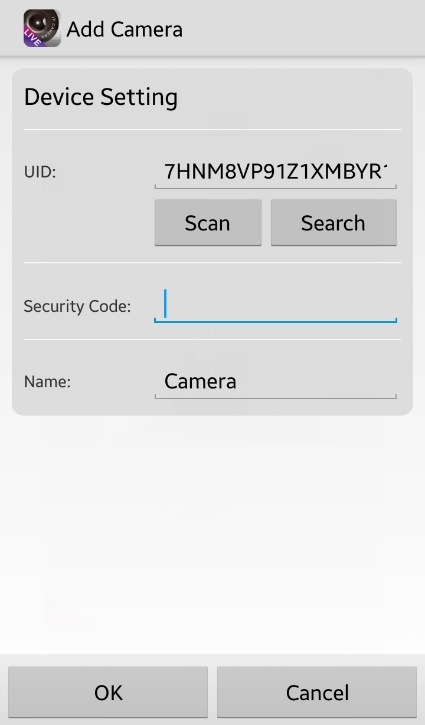 LIVE
Add Camera
Device Setting
UID: 7HNM8VP91Z1XMBYR
Scan Search
Security Code:
Name: Camera
OK Cancel